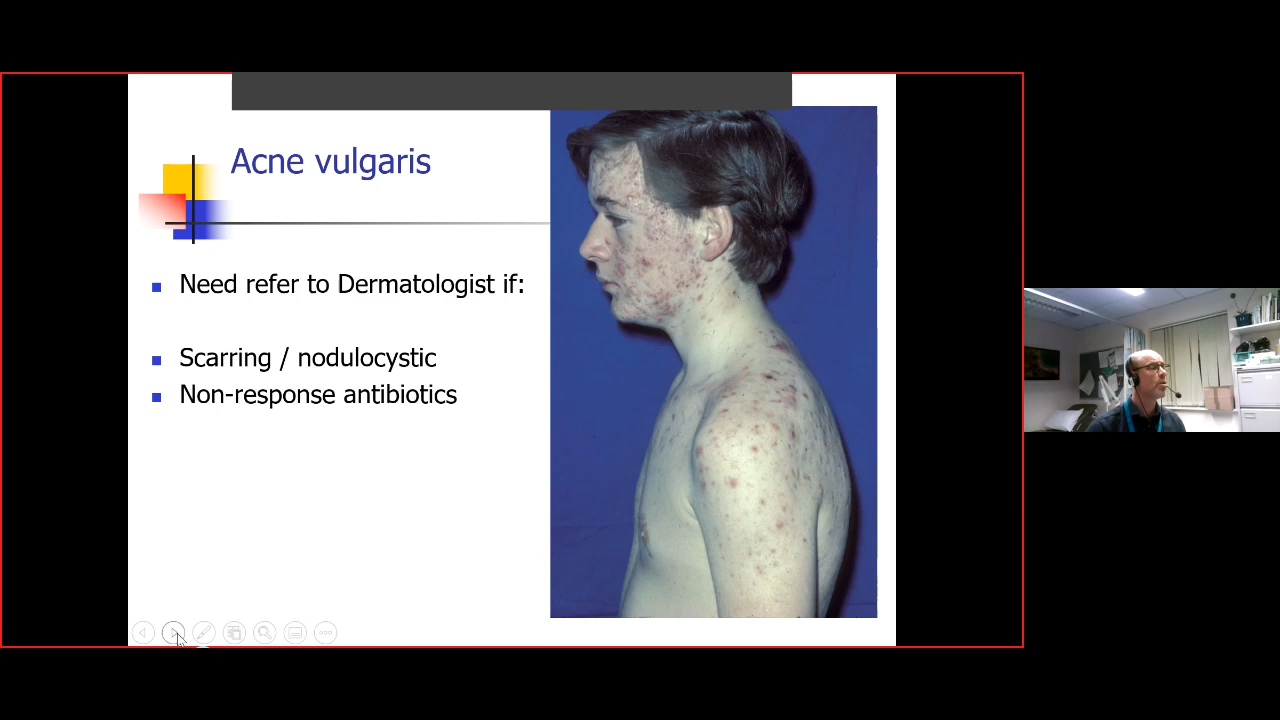 Acne vulgaris
Need refer to Dermatologist if:
Scarring / nodulocystic
Non-response antibiotics